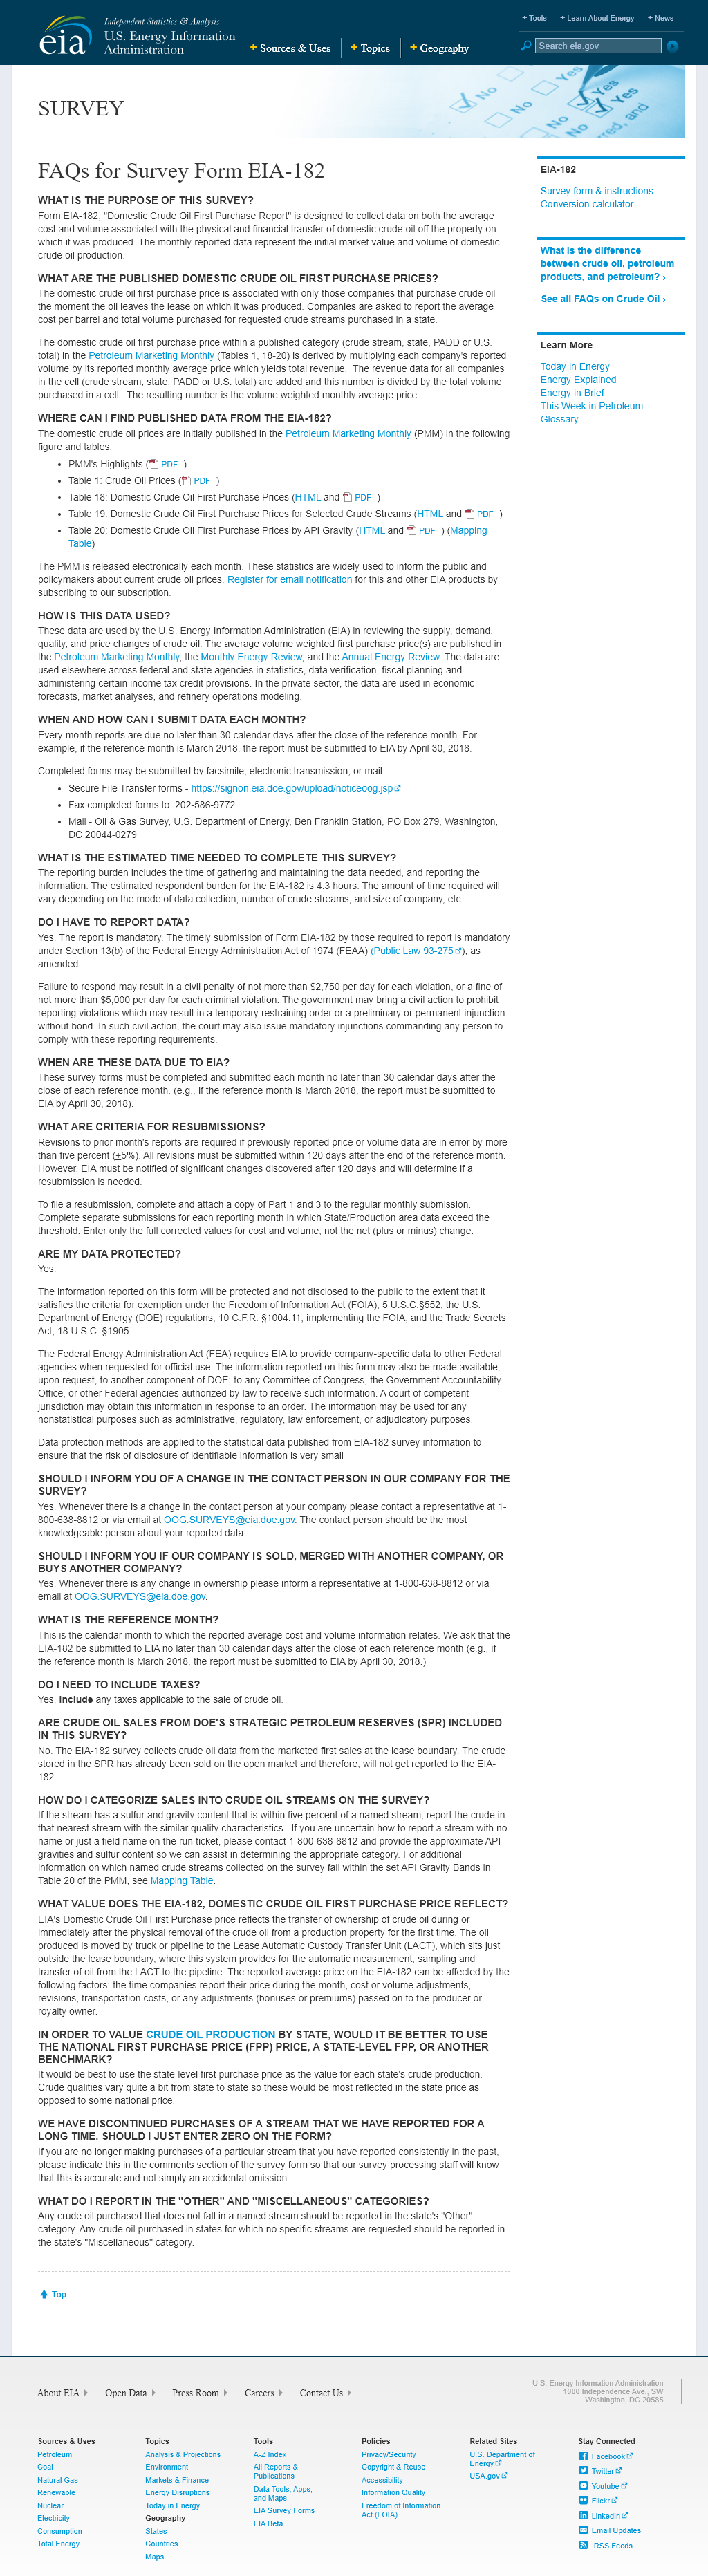 Independent Statistics & Analysis
eia
U.S. Energy Information
Administration
+ Sources & Uses
+ Topics
+ Geography
+ Tools
+ Learn About Energy
+ News
Search eia.gov
SURVEY
No
Yes
No
Yes
No
Yes
FAQs for Survey Form EIA-182
WHAT IS THE PURPOSE OF THIS SURVEY?
Form EIA-182, "Domestic Crude Oil First Purchase Report" is designed to collect data on both the average
cost and volume associated with the physical and financial transfer of domestic crude oil off the property on
which it was produced. The monthly reported data represent the initial market value and volume of domestic
crude oil production.
WHAT ARE THE PUBLISHED DOMESTIC CRUDE OIL FIRST PURCHASE PRICES?
The domestic crude oil first purchase price is associated with only those companies that purchase crude oil
the moment the oil leaves the lease on which it was produced. Companies are asked to report the average
cost per barrel and total volume purchased for requested crude streams purchased in a state.
The domestic crude oil first purchase price within a published category (crude stream, state, PADD or U.S.
total) in the Petroleum Marketing Monthly (Tables 1, 18-20) is derived by multiplying each company's reported
volume by its reported monthly average price which yields total revenue. The revenue data for all companies
in the cell (crude stream, state, PADD or U.S. total) are added and this number is divided by the total volume
purchased in a cell. The resulting number is the volume weighted monthly average price.
WHERE CAN I FIND PUBLISHED DATA FROM THE EIA-182?
The domestic crude oil prices are initially published in the Petroleum Marketing Monthly (PMM) in the following
figure and tables:
• PMM's Highlights ( PDF )
• Table 1: Crude Oil Prices ( PDF )
• Table 18: Domestic Crude Oil First Purchase Prices (HTML and PDF )
• Table 19: Domestic Crude Oil First Purchase Prices for Selected Crude Streams (HTML and PDF )
• Table 20: Domestic Crude Oil First Purchase Prices by API Gravity (HTML and PDF ) (Mapping
Table)
The PMM is released electronically each month. These statistics are widely used to inform the public and
policymakers about current crude oil prices. Register for email notification for this and other EIA products by
subscribing to our subscription.
HOW IS THIS DATA USED?
These data are used by the U.S. Energy Information Administration (EIA) in reviewing the supply, demand,
quality, and price changes of crude oil. The average volume weighted first purchase price(s) are published in
the Petroleum Marketing Monthly, the Monthly Energy Review, and the Annual Energy Review. The data are
used elsewhere across federal and state agencies in statistics, data verification, fiscal planning and
administering certain income tax credit provisions. In the private sector, the data are used in economic
forecasts, market analyses, and refinery operations modeling.
WHEN AND HOW CAN I SUBMIT DATA EACH MONTH?
Every month reports are due no later than 30 calendar days after the close of the reference month. For
example, if the reference month is March 2018, the report must be submitted to EIA by April 30, 2018.
Completed forms may be submitted by facsimile, electronic transmission, or mail.
• Secure File Transfer forms - https://signon.eia.doe.gov/upload/noticeoog.jsp
• Fax completed forms to: 202-586-9772
• Mail - Oil & Gas Survey, U.S. Department of Energy, Ben Franklin Station, PO Box 279, Washington,
DC 20044-0279
WHAT IS THE ESTIMATED TIME NEEDED TO COMPLETE THIS SURVEY?
The reporting burden includes the time of gathering and maintaining the data needed, and reporting the
information. The estimated respondent burden for the EIA-182 is 4.3 hours. The amount of time required will
vary depending on the mode of data collection, number of crude streams, and size of company, etc.
DO I HAVE TO REPORT DATA?
Yes. The report is mandatory. The timely submission of Form EIA-182 by those required to report is mandatory
under Section 13(b) of the Federal Energy Administration Act of 1974 (FEAA) (Public Law 93-275), as
amended.
Failure to respond may result in a civil penalty of not more than $2,750 per day for each violation, or a fine of
not more than $5,000 per day for each criminal violation. The government may bring a civil action to prohibit
reporting violations which may result in a temporary restraining order or a preliminary or permanent injunction
without bond. In such civil action, the court may also issue mandatory injunctions commanding any person to
comply with these reporting requirements.
WHEN ARE THESE DATA DUE TO EIA?
These survey forms must be completed and submitted each month no later than 30 calendar days after the
close of each reference month. (e.g., if the reference month is March 2018, the report must be submitted to
EIA by April 30, 2018).
WHAT ARE CRITERIA FOR RESUBMISSIONS?
Revisions to prior month's reports are required if previously reported price or volume data are in error by more
than five percent (+5%). All revisions must be submitted within 120 days after the end of the reference month.
However, EIA must be notified of significant changes discovered after 120 days and will determine if a
resubmission is needed.
To file a resubmission, complete and attach a copy of Part 1 and 3 to the regular monthly submission.
Complete separate submissions for each reporting month in which State/Production area data exceed the
threshold. Enter only the full corrected values for cost and volume, not the net (plus or minus) change.
ARE MY DATA PROTECTED?
Yes.
The information reported on this form will be protected and not disclosed to the public to the extent that it
satisfies the criteria for exemption under the Freedom of Information Act (FOIA), 5 U.S.C.§552, the U.S.
Department of Energy (DOE) regulations, 10 C.F.R. §1004.11, implementing the FOIA, and the Trade Secrets
Act, 18 U.S.C. §1905.
The Federal Energy Administration Act (FEA) requires EIA to provide company-specific data to other Federal
agencies when requested for official use. The information reported on this form may also be made available,
upon request, to another component of DOE; to any Committee of Congress, the Government Accountability
Office, or other Federal agencies authorized by law to receive such information. A court of competent
jurisdiction may obtain this information in response to an order. The information may be used for any
nonstatistical purposes such as administrative, regulatory, law enforcement, or adjudicatory purposes.
Data protection methods are applied to the statistical data published from EIA-182 survey information to
ensure that the risk of disclosure of identifiable information is very small
SHOULD I INFORM YOU OF A CHANGE IN THE CONTACT PERSON IN OUR COMPANY FOR THE
SURVEY?
Yes. Whenever there is a change in the contact person at your company please contact a representative at 1-
800-638-8812 or via email at OOG.SURVEYS@eia.doe.gov. The contact person should be the most
knowledgeable person about your reported data.
SHOULD I INFORM YOU IF OUR COMPANY IS SOLD, MERGED WITH ANOTHER COMPANY, OR
BUYS ANOTHER COMPANY?
Yes. Whenever there is any change in ownership please inform a representative at 1-800-638-8812 or via
email at OOG.SURVEYS@eia.doe.gov.
WHAT IS THE REFERENCE MONTH?
This is the calendar month to which the reported average cost and volume information relates. We ask that the
EIA-182 be submitted to EIA no later than 30 calendar days after the close of each reference month (e.g., if
the reference month is March 2018, the report must be submitted to EIA by April 30, 2018.)
DO I NEED TO INCLUDE TAXES?
Yes. Include any taxes applicable to the sale of crude oil.
ARE CRUDE OIL SALES FROM DOE'S STRATEGIC PETROLEUM RESERVES (SPR) INCLUDED
IN THIS SURVEY?
No. The EIA-182 survey collects crude oil data from the marketed first sales at the lease boundary. The crude
stored in the SPR has already been sold on the open market and therefore, will not get reported to the EIA-
182.
HOW DO I CATEGORIZE SALES INTO CRUDE OIL STREAMS ON THE SURVEY?
If the stream has a sulfur and gravity content that is within five percent of a named stream, report the crude in
that nearest stream with the similar quality characteristics. If you are uncertain how to report a stream with no
name or just a field name on the run ticket, please contact 1-800-638-8812 and provide the approximate API
gravities and sulfur content so we can assist in determining the appropriate category. For additional
information on which named crude streams collected on the survey fall within the set API Gravity Bands in
Table 20 of the PMM, see Mapping Table.
WHAT VALUE DOES THE EIA-182, DOMESTIC CRUDE OIL FIRST PURCHASE PRICE REFLECT?
EIA's Domestic Crude Oil First Purchase price reflects the transfer of ownership of crude oil during or
immediately after the physical removal of the crude oil from a production property for the first time. The oil
produced is moved by truck or pipeline to the Lease Automatic Custody Transfer Unit (LACT), which sits just
outside the lease boundary, where this system provides for the automatic measurement, sampling and
transfer of oil from the LACT to the pipeline. The reported average price on the EIA-182 can be affected by the
following factors: the time companies report their price during the month, cost or volume adjustments,
revisions, transportation costs, or any adjustments (bonuses or premiums) passed on to the producer or
royalty owner.
IN ORDER TO VALUE CRUDE OIL PRODUCTION BY STATE, WOULD IT BE BETTER TO USE
THE NATIONAL FIRST PURCHASE PRICE (FPP) PRICE, A STATE-LEVEL FPP, OR ANOTHER
BENCHMARK?
It would be best to use the state-level first purchase price as the value for each state's crude production.
Crude qualities vary quite a bit from state to state so these would be most reflected in the state price as
opposed to some national price.
WE HAVE DISCONTINUED PURCHASES OF A STREAM THAT WE HAVE REPORTED FOR A
LONG TIME. SHOULD I JUST ENTER ZERO ON THE FORM?
If you are no longer making purchases of a particular stream that you have reported consistently in the past,
please indicate this in the comments section of the survey form so that our survey processing staff will know
that this is accurate and not simply an accidental omission.
WHAT DO I REPORT IN THE "OTHER" AND "MISCELLANEOUS" CATEGORIES?
Any crude oil purchased that does not fall in a named stream should be reported in the state's "Other"
category. Any crude oil purchased in states for which no specific streams are requested should be reported in
the state's "Miscellaneous" category.
Top
EIA-182
Survey form & instructions
Conversion calculator
What is the difference
between crude oil, petroleum
products, and petroleum? ›
See all FAQs on Crude Oil ›
Learn More
Today in Energy
Energy Explained
Energy in Brief
This Week in Petroleum
Glossary
About EIA
Open Data
Press Room
Careers
Contact Us
U.S. Energy Information Administration
1000 Independence Ave., SW
Washington, DC 20585
Sources & Uses
Petroleum
Coal
Natural Gas
Renewable
Nuclear
Electricity
Consumption
Total Energy
Topics
Analysis & Projections
Environment
Markets & Finance
Energy Disruptions
Today in Energy
Geography
States
Countries
Maps
Tools
A-Z Index
All Reports &
Publications
Data Tools, Apps,
and Maps
EIA Survey Forms
EIA Beta
Policies
Privacy/Security
Copyright & Reuse
Accessibility
Information Quality
Freedom of Information
Act (FOIA)
Related Sites
U.S. Department of
Energy
USA.gov
Stay Connected
Facebook
Twitter
Youtube
Flickr
LinkedIn
Email Updates
RSS Feeds